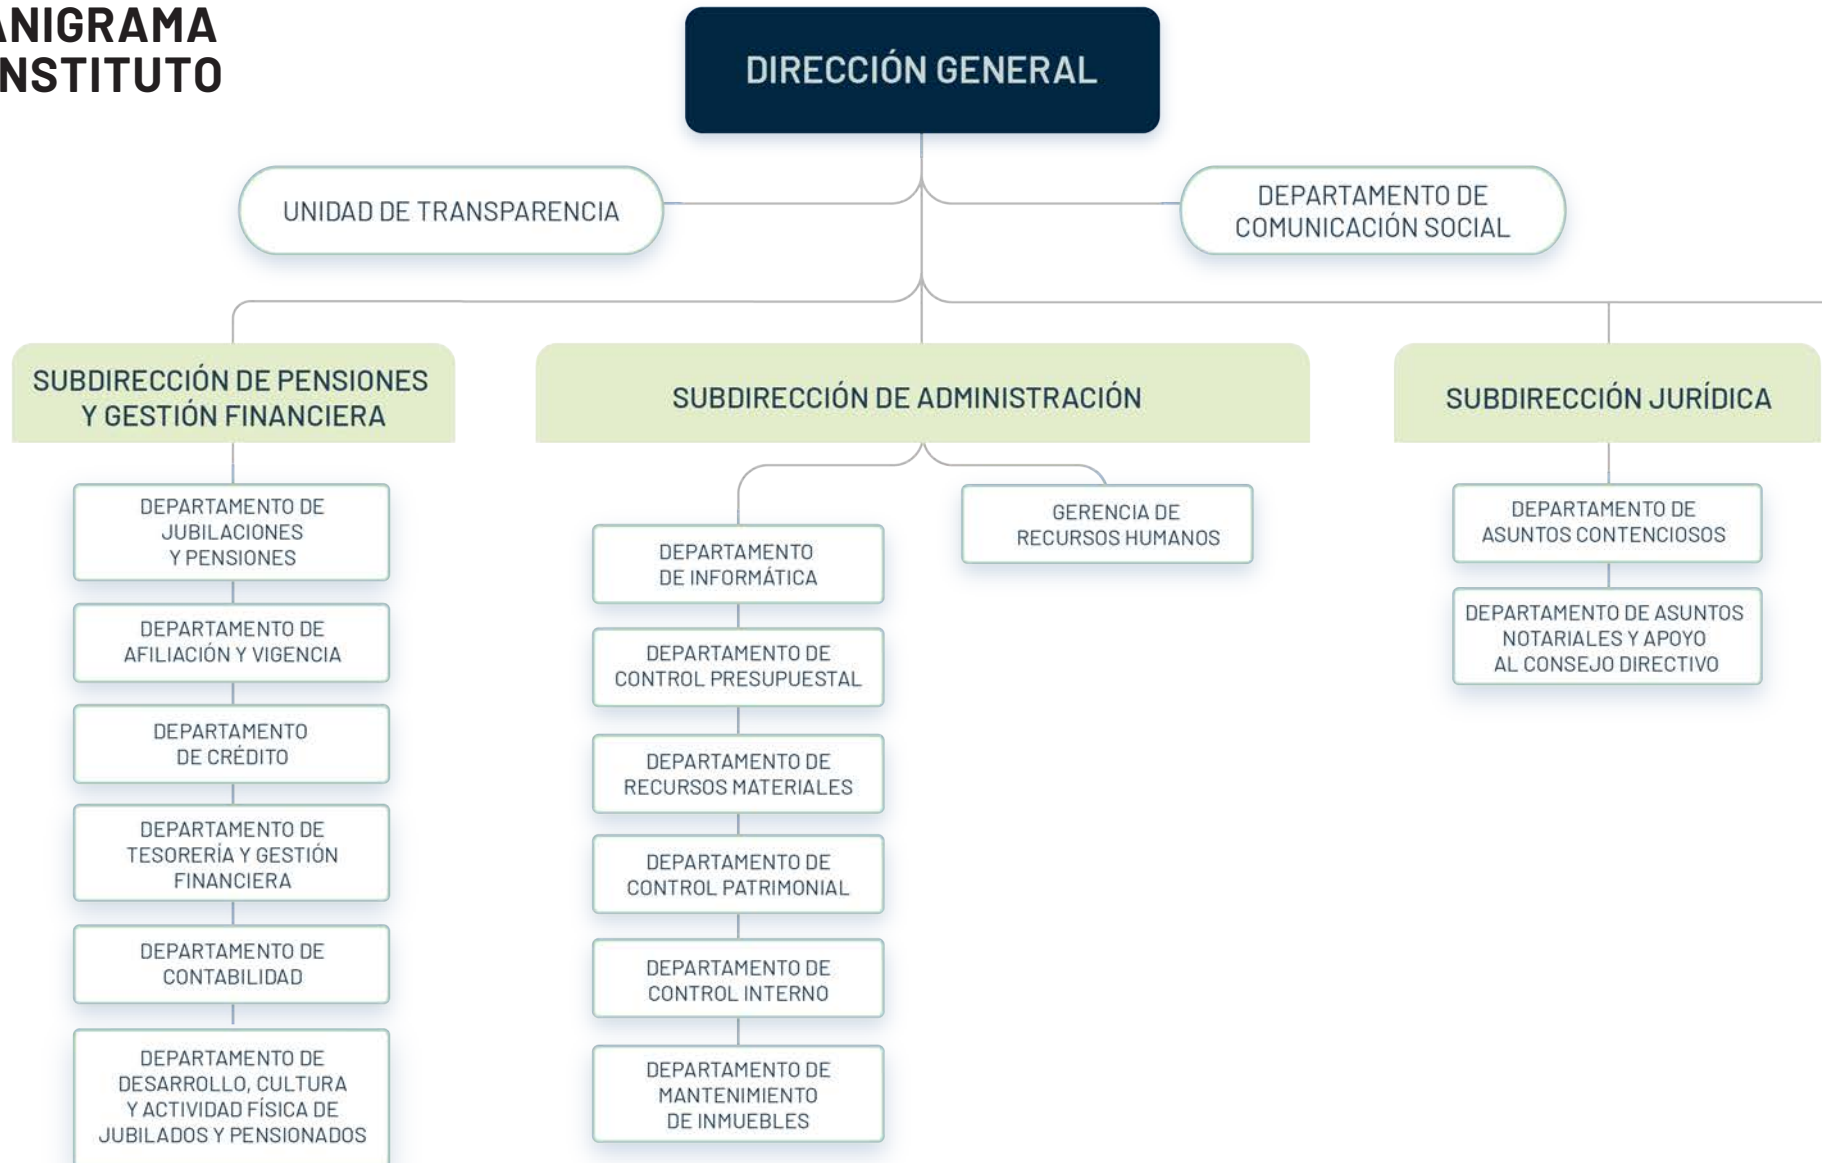 ANIGRAMA
INSTITUTO
DIRECCIÓN GENERAL
UNIDAD DE TRANSPARENCIA
DEPARTAMENTO DE
COMUNICACIÓN SOCIAL
SUBDIRECCIÓN DE PENSIONES
Y GESTIÓN FINANCIERA
DEPARTAMENTO DE
JUBILACIONES
Y PENSIONES
DEPARTAMENTO DE
AFILIACIÓN Y VIGENCIA
DEPARTAMENTO
DE CRÉDITO
DEPARTAMENTO DE
TESORERÍA Y GESTIÓN
FINANCIERA
DEPARTAMENTO DE
CONTABILIDAD
DEPARTAMENTO DE
DESARROLLO, CULTURA
Y ACTIVIDAD FÍSICA DE
JUBILADOS Y PENSIONADOS
SUBDIRECCIÓN DE ADMINISTRACIÓN
DEPARTAMENTO
DE INFORMÁTICA
DEPARTAMENTO DE
CONTROL PRESUPUESTAL
DEPARTAMENTO DE
RECURSOS MATERIALES
DEPARTAMENTO DE
CONTROL PATRIMONIAL
DEPARTAMENTO DE
CONTROL INTERNO
DEPARTAMENTO DE
MANTENIMIENTO
DE INMUEBLES
GERENCIA DE
RECURSOS HUMANOS
SUBDIRECCIÓN JURÍDICA
DEPARTAMENTO DE
ASUNTOS CONTENCIOSOS
DEPARTAMENTO DE ASUNTOS
NOTARIALES Y APOYO
AL CONSEJO DIRECTIVO